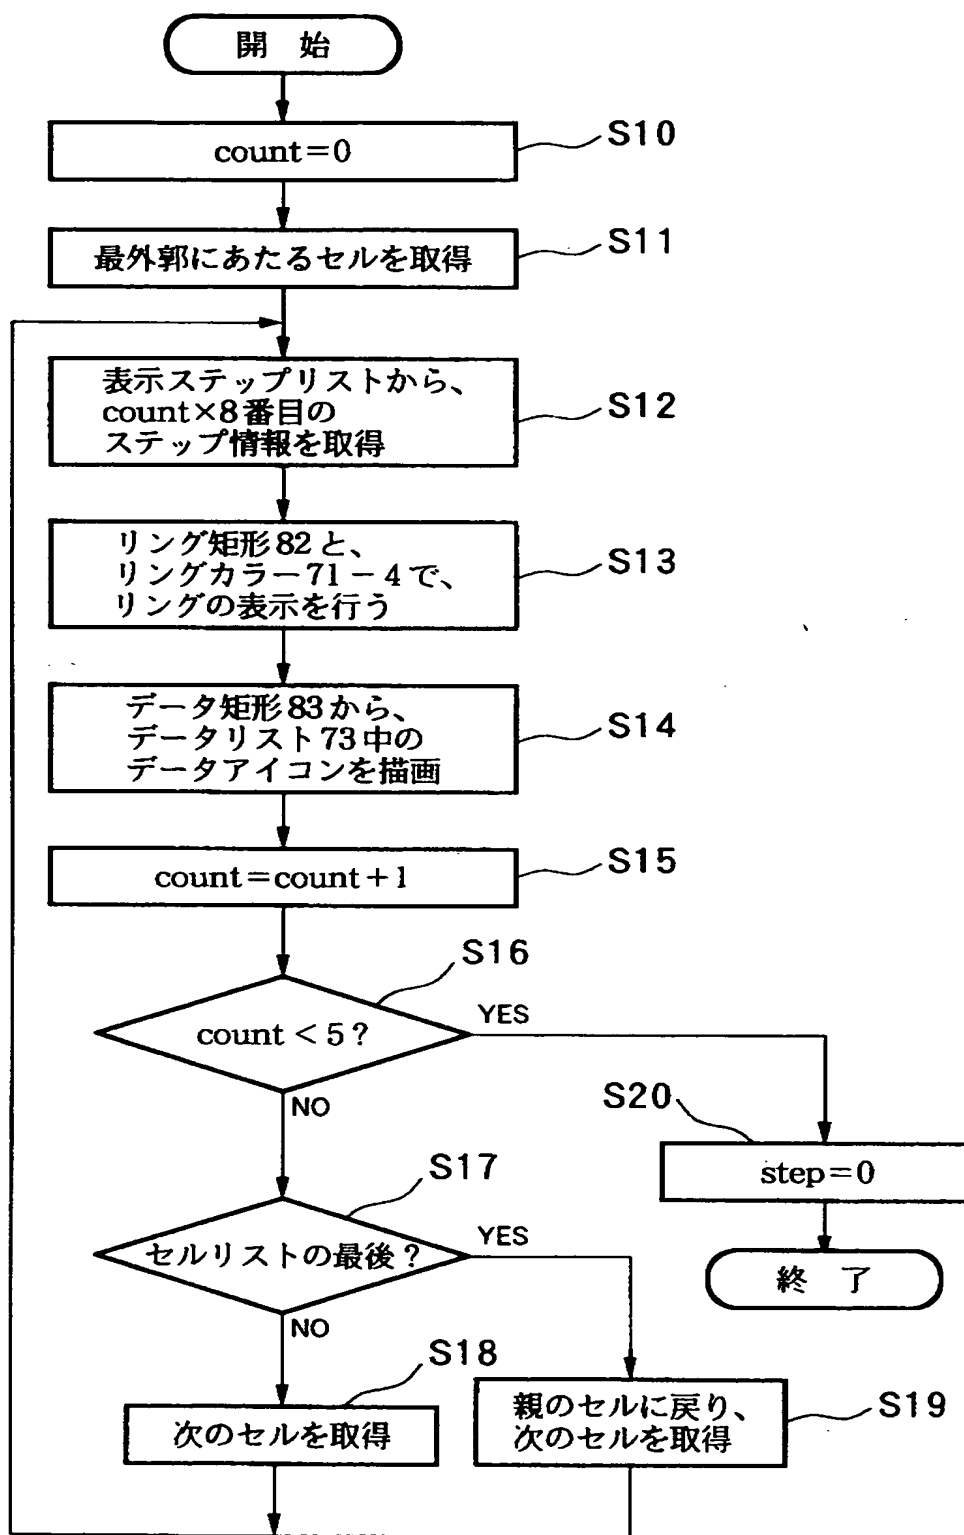 開 始
count=0
S10
最外郭にあたるセルを取得
S11
表示ステップリストから、
count×8番目の
ステップ情報を取得
S12
リング矩形82と、
リングカラー71-4で、
リングの表示を行う
S13
データ矩形83から、
データリスト73中の
データアイコンを描画
S14
count=count+1
S15
S16
count < 5?
YES
NO
S20
step=0
終 了
S17
セルリストの最後?
YES
NO
S18
次のセルを取得
親のセルに戻り、
次のセルを取得
S19